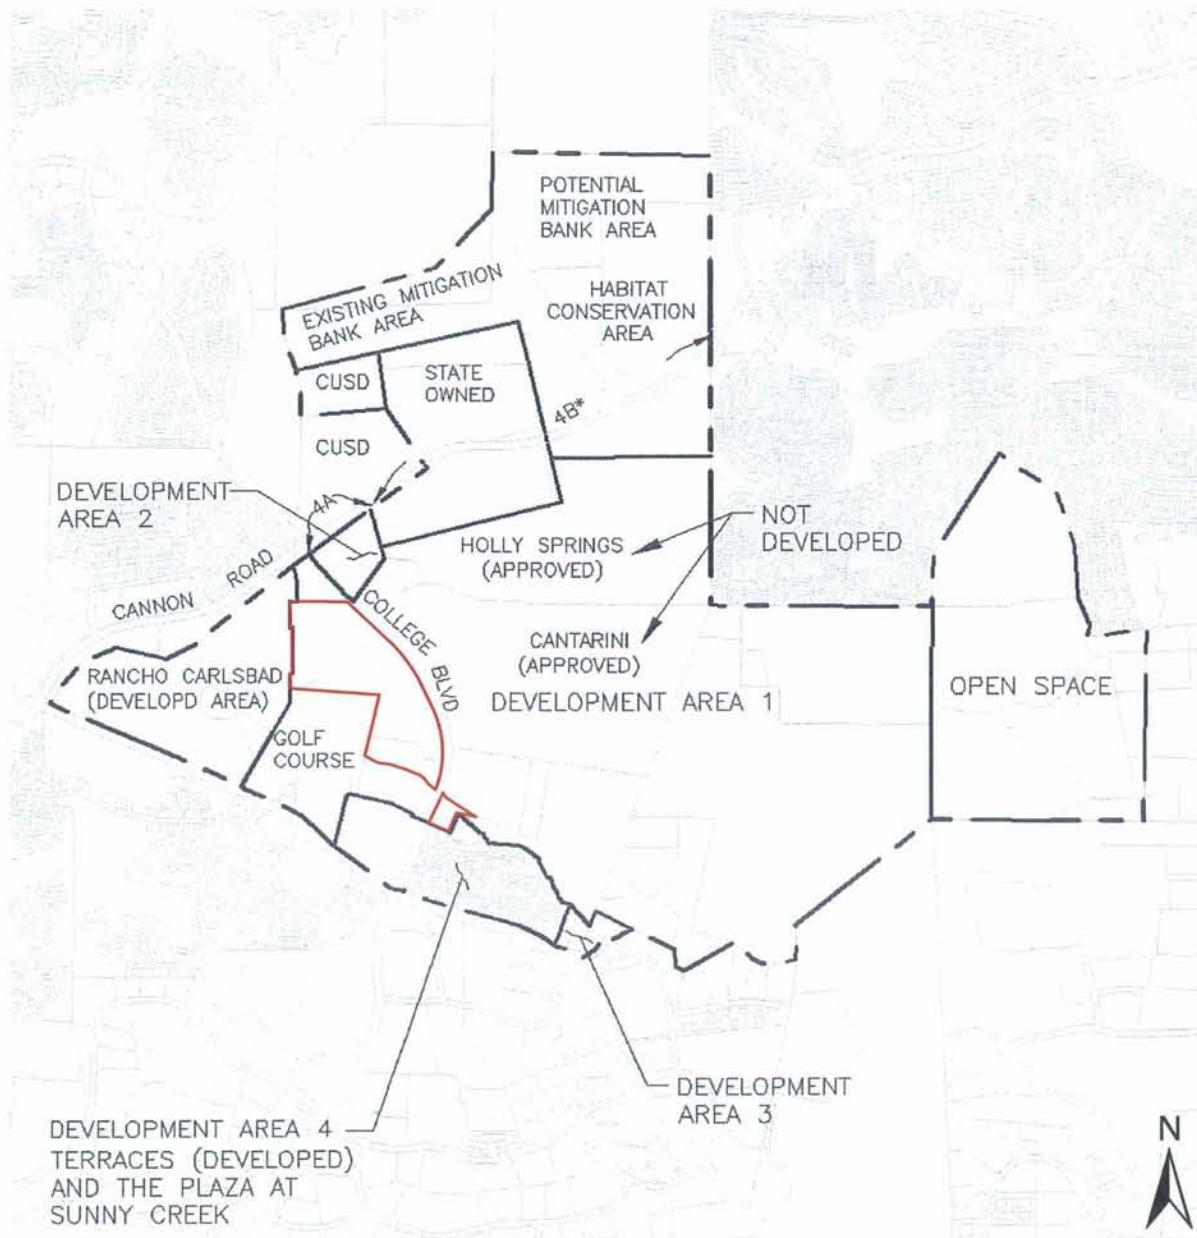 POTENTIAL
MITIGATION
BANK AREA
EXISTING MITIGATION
BANK AREA
HABITAT
CONSERVATION
AREA
CUSD
STATE
OWNED
CUSD
4B*
4A
DEVELOPMENT
AREA 2
NOT
DEVELOPED
HOLLY SPRINGS
(APPROVED)
CANNON ROAD
COLLEGE BLVD
CANTARINI
(APPROVED)
RANCHO CARLSBAD
(DEVELOPD AREA)
DEVELOPMENT AREA 1
OPEN SPACE
GOLF
COURSE
DEVELOPMENT
AREA 3
DEVELOPMENT AREA 4
TERRACES (DEVELOPED)
AND THE PLAZA AT
SUNNY CREEK
N